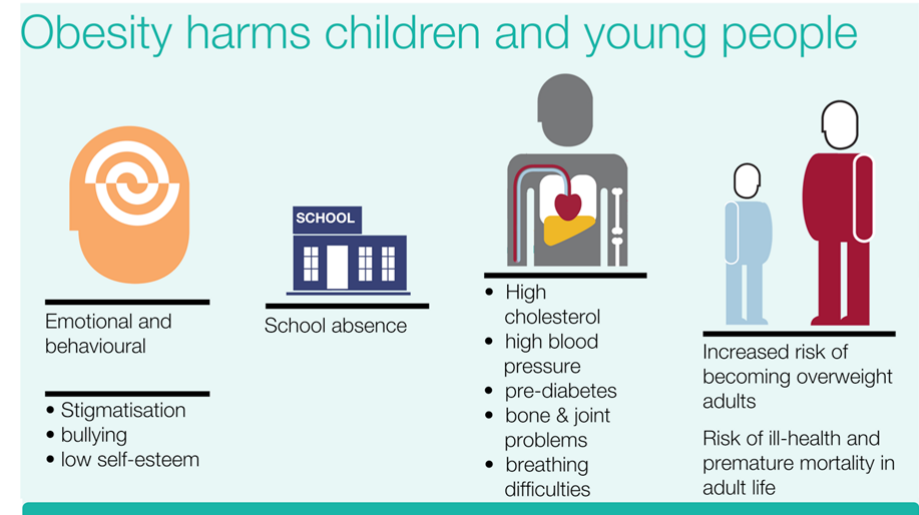 Obesity harms children and young people
Emotional and
behavioural
• Stigmatisation
• bullying
• low self-esteem
SCHOOL
School absence
• High
cholesterol
• high blood
pressure
• pre-diabetes
• bone & joint
problems
• breathing
difficulties
Increased risk of
becoming overweight
adults
Risk of ill-health and
premature mortality in
adult life